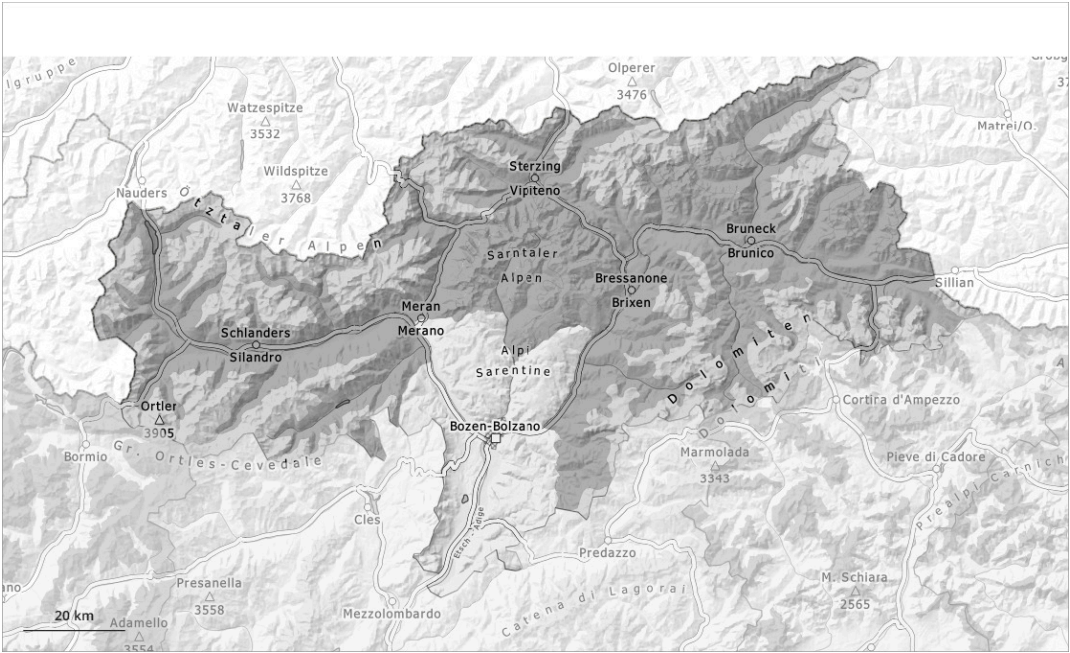 lgruppe
Olperer
3476
Watzespitze
3532
Matrei/O.
Wildspitze
3768
Nauders
Sterzing
Vipiteno
Ötztaler Alpen
Bruneck
Brunico
Sarntaler
Alpen
Bressanone
Brixen
Sillian
Meran
Merano
Schlanders
Silandro
Alpi
Sarentine
Dolomiten
Dolomiti
Ortler
3905
Cortina d'Ampezzo
Bozen-Bolzano
Gr. Ortles-Cevedale
Bormio
Marmolada
3343
Pieve di Cadore
Prealpi Carnich
Cles
Etsch - Adige
Predazzo
Presanella
3558
M. Schiara
2565
ano
Mezzolombardo
Catena di Lagorai
20 km
Adamello
3554